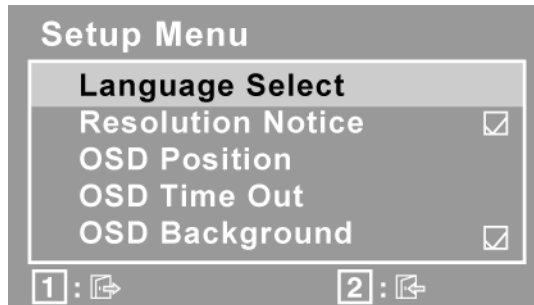 Setup Menu
Language Select
Resolution Notice
OSD Position
OSD Time Out
OSD Background
1 : 2 :